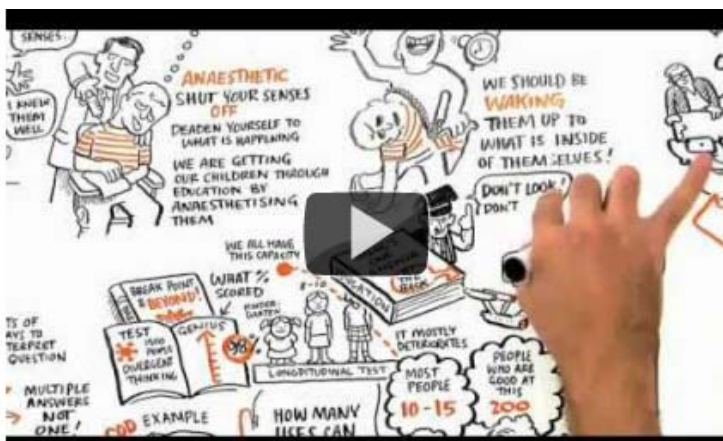 SENSES.
I KNEW
THEM
WELL
ANAESTHETIC
SHUT YOUR SENSES
OFF
DEADEN YOURSELF TO
WHAT IS HAPPENING
WE ARE GETTING
OUR CHILDREN THROUGH
EDUCATION BY
ANAESTHETISING
THEM
WE SHOULD BE
WAKING
THEM UP TO
WHAT IS INSIDE
OF THEMSELVES!
DON'T LOOK!
DON'T
WE ALL HAVE
THIS CAPACITY
BREAK POINT
& BEYOND!
TEST
1500
PEOPLE
DIVERGENT
THINKING
GENIUS
WHAT %
SCORED
98%
KINDER-
GARTEN
8-10
EDUCATION
LONGITUDINAL TEST
IT MOSTLY
DETERIORATES
MOST
PEOPLE
10-15
PEOPLE
WHO ARE
GOOD AT
THIS
200
QUESTION
MULTIPLE
ANSWERS
NOT
ONE!
EXAMPLE
HOW MANY
USES CAN